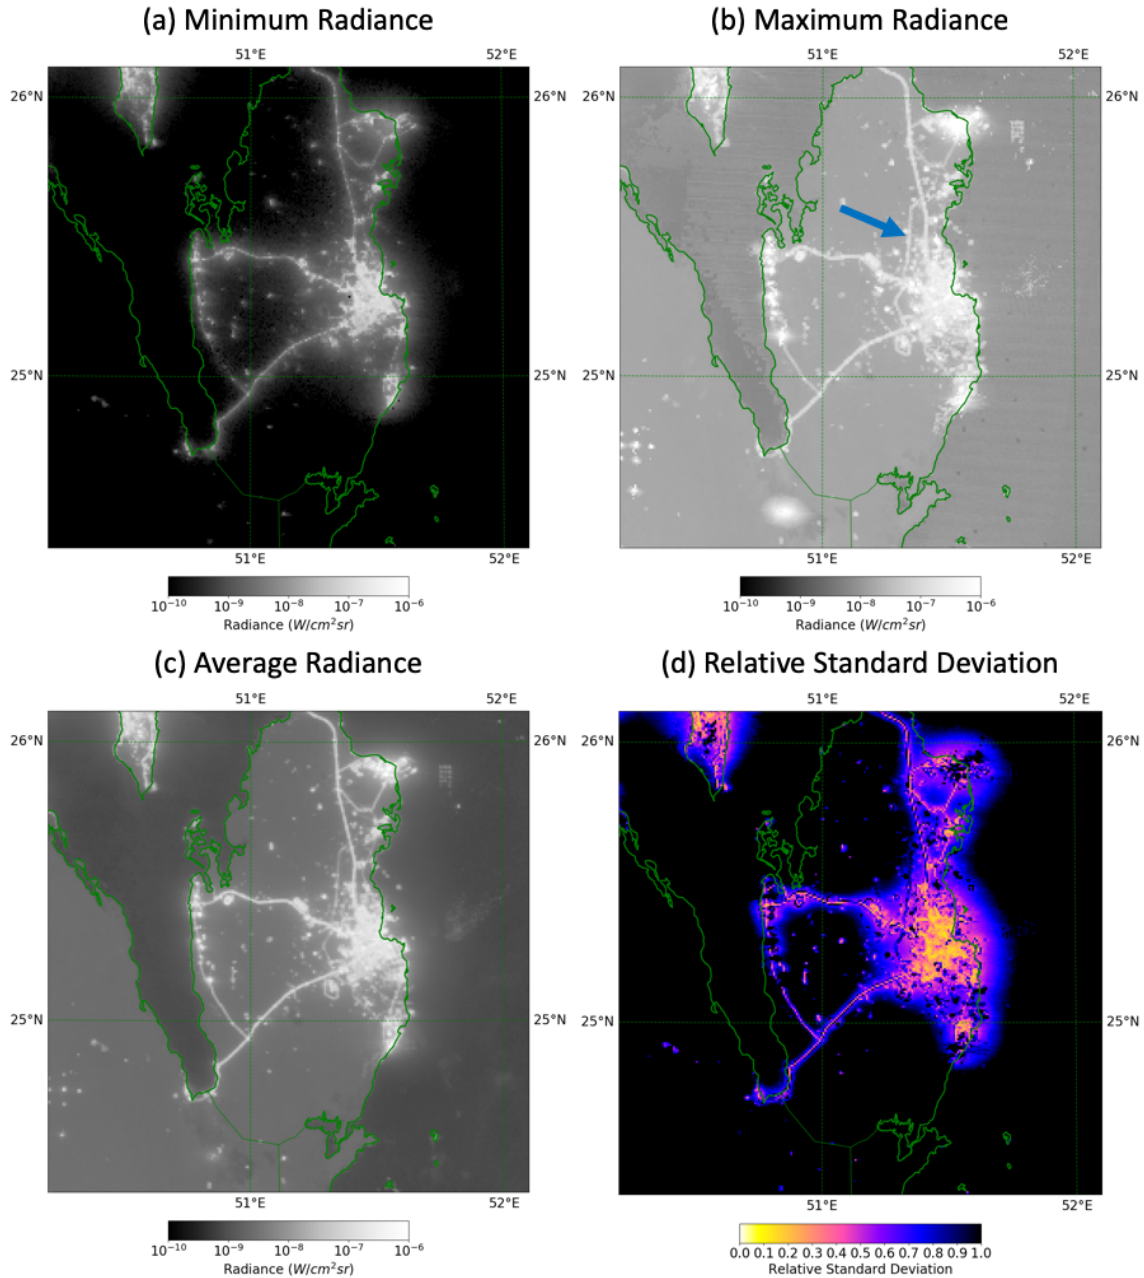 (a) Minimum Radiance
(b) Maximum Radiance
51°E
52°E
51°E
52°E
26°N
26°N
26°N
25°N
25°N
25°N
51°E
52°E
51°E
52°E
10⁻¹⁰ 10⁻⁹ 10⁻⁸ 10⁻⁷ 10⁻⁶
Radiance (W/cm²sr)
10⁻¹⁰ 10⁻⁹ 10⁻⁸ 10⁻⁷ 10⁻⁶
Radiance (W/cm²sr)
(c) Average Radiance
(d) Relative Standard Deviation
51°E
52°E
51°E
52°E
26°N
26°N
26°N
25°N
25°N
25°N
51°E
52°E
51°E
52°E
10⁻¹⁰ 10⁻⁹ 10⁻⁸ 10⁻⁷ 10⁻⁶
Radiance (W/cm²sr)
0.0 0.1 0.2 0.3 0.4 0.5 0.6 0.7 0.8 0.9 1.0
Relative Standard Deviation